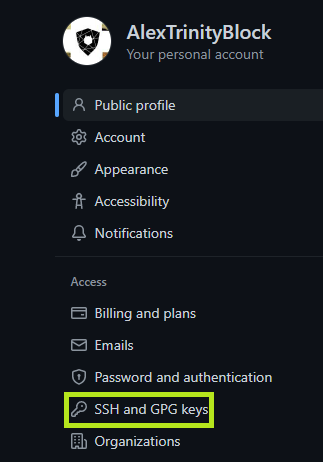 AlexTrinityBlock
Your personal account
Public profile
Account
Appearance
Accessibility
Notifications
Access
Billing and plans
Emails
Password and authentication
SSH and GPG keys
Organizations